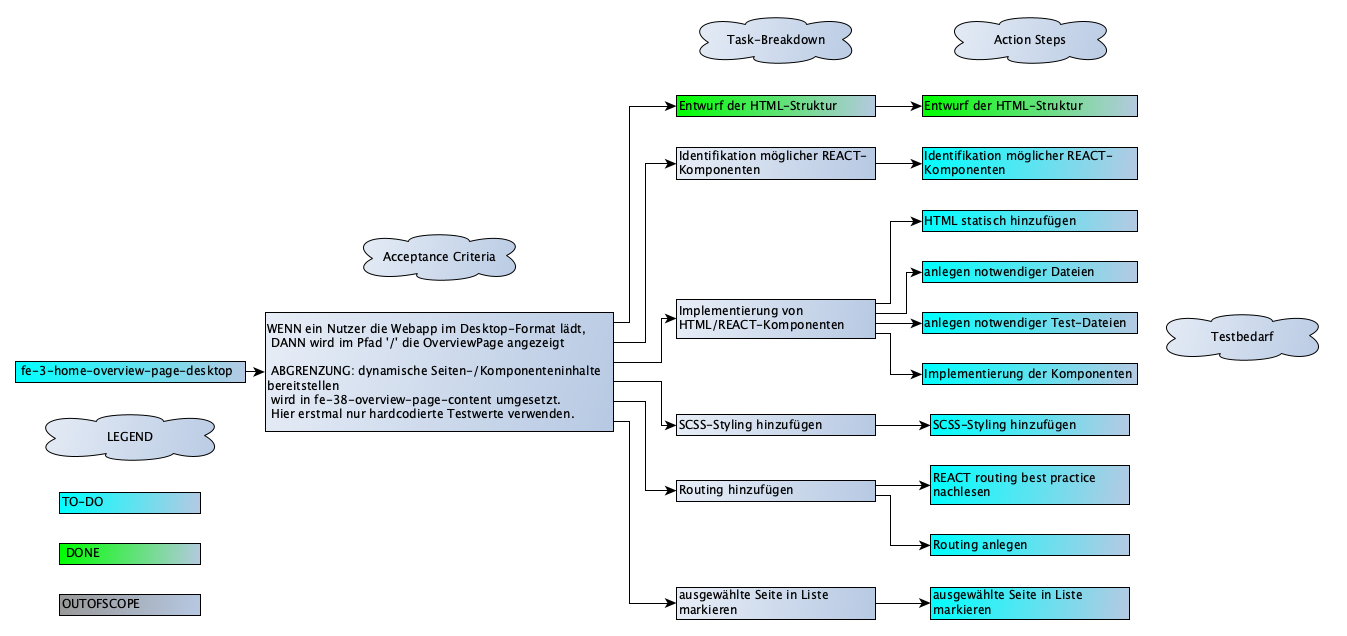 Task-Breakdown
Action Steps
Entwurf der HTML-Struktur
Entwurf der HTML-Struktur
Identifikation möglicher REACT-
Komponenten
Identifikation möglicher REACT-
Komponenten
HTML statisch hinzufügen
Acceptance Criteria
anlegen notwendiger Dateien
Implementierung von
HTML/REACT-Komponenten
anlegen notwendiger Test-Dateien
Testbedarf
WENN ein Nutzer die Webapp im Desktop-Format lädt,
DANN wird im Pfad '/' die OverviewPage angezeigt
ABGRENZUNG: dynamische Seiten-/Komponenteninhalte
bereitstellen
wird in fe-38-overview-page-content umgesetzt.
Hier erstmal nur hardcodierte Testwerte verwenden.
fe-3-home-overview-page-desktop
Implementierung der Komponenten
SCSS-Styling hinzufügen
SCSS-Styling hinzufügen
LEGEND
Routing hinzufügen
REACT routing best practice
nachlesen
TO-DO
Routing anlegen
DONE
OUTOFSCOPE
ausgewählte Seite in Liste
markieren
ausgewählte Seite in Liste
markieren